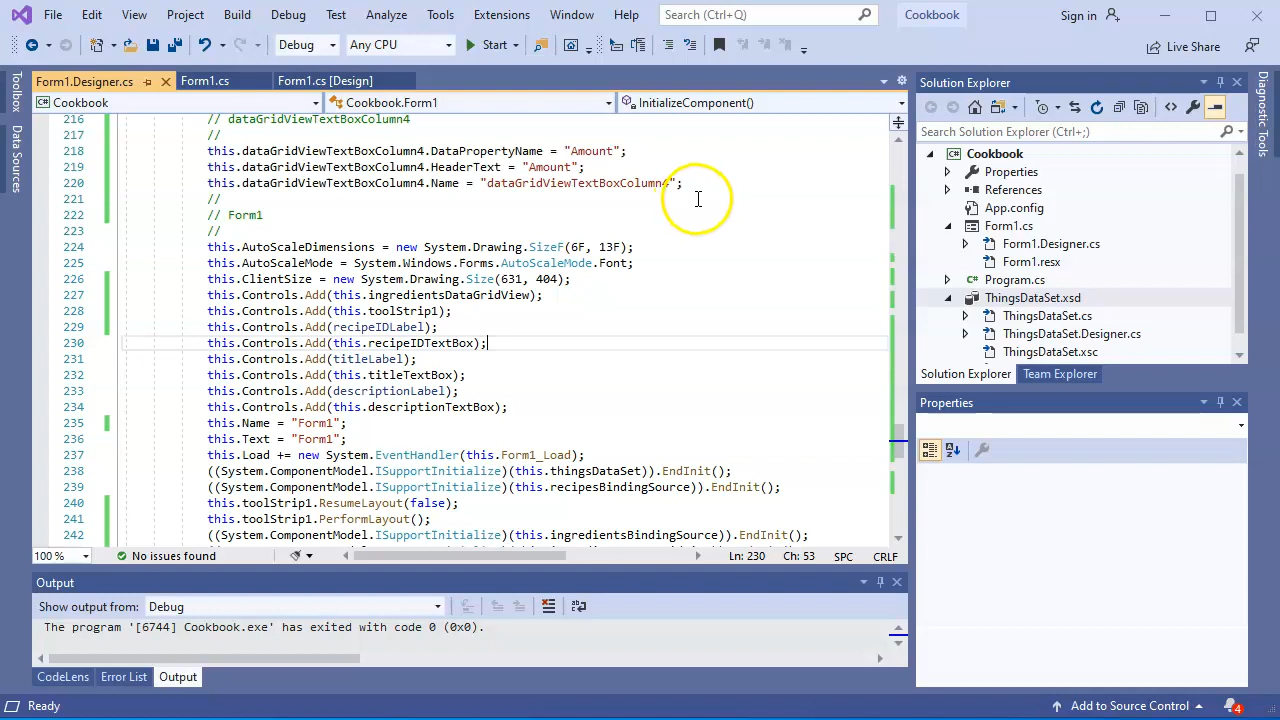 File Edit View Project Build Debug Test Analyze Tools Extensions Window Help Search (Ctrl+Q) Cookbook Sign in
Debug Any CPU Start Live Share
Toolbox
Data Sources
Form1.Designer.cs Form1.cs Form1.cs [Design]
Cookbook Cookbook.Form1 InitializeComponent()
216 // dataGridViewTextBoxColumn4
217 //
218 this.dataGridViewTextBoxColumn4.DataPropertyName = "Amount";
219 this.dataGridViewTextBoxColumn4.HeaderText = "Amount";
220 this.dataGridViewTextBoxColumn4.Name = "dataGridViewTextBoxColumn4";
221 //
222 // Form1
223 //
224 this.AutoScaleDimensions = new System.Drawing.SizeF(6F, 13F);
225 this.AutoScaleMode = System.Windows.Forms.AutoScaleMode.Font;
226 this.ClientSize = new System.Drawing.Size(631, 404);
227 this.Controls.Add(this.ingredientsDataGridView);
228 this.Controls.Add(this.toolStrip1);
229 this.Controls.Add(recipeIDLabel);
230 this.Controls.Add(this.recipeIDTextBox);
231 this.Controls.Add(titleLabel);
232 this.Controls.Add(this.titleTextBox);
233 this.Controls.Add(descriptionLabel);
234 this.Controls.Add(this.descriptionTextBox);
235 this.Name = "Form1";
236 this.Text = "Form1";
237 this.Load += new System.EventHandler(this.Form1_Load);
238 ((System.ComponentModel.ISupportInitialize)(this.thingsDataSet)).EndInit();
239 ((System.ComponentModel.ISupportInitialize)(this.recipesBindingSource)).EndInit();
240 this.toolStrip1.ResumeLayout(false);
241 this.toolStrip1.PerformLayout();
242 ((System.ComponentModel.ISupportInitialize)(this.ingredientsBindingSource)).EndInit();
100 % No issues found Ln: 230 Ch: 53 SPC CRLF
Output
Show output from: Debug
The program '[6744] Cookbook.exe' has exited with code 0 (0x0).
CodeLens Error List Output
Solution Explorer
Search Solution Explorer (Ctrl+;)
Cookbook
Properties
References
App.config
Form1.cs
Form1.Designer.cs
Form1.resx
Program.cs
ThingsDataSet.xsd
ThingsDataSet.cs
ThingsDataSet.Designer.cs
ThingsDataSet.xsc
Solution Explorer Team Explorer
Properties
Diagnostic Tools
Ready Add to Source Control 4